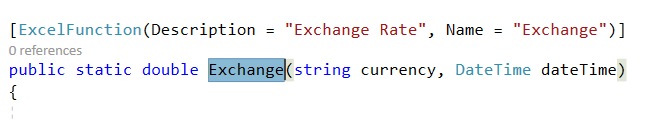 [ExcelFunction(Description = "Exchange Rate", Name = "Exchange")]
0 references
public static double Exchange(string currency, DateTime dateTime)
{